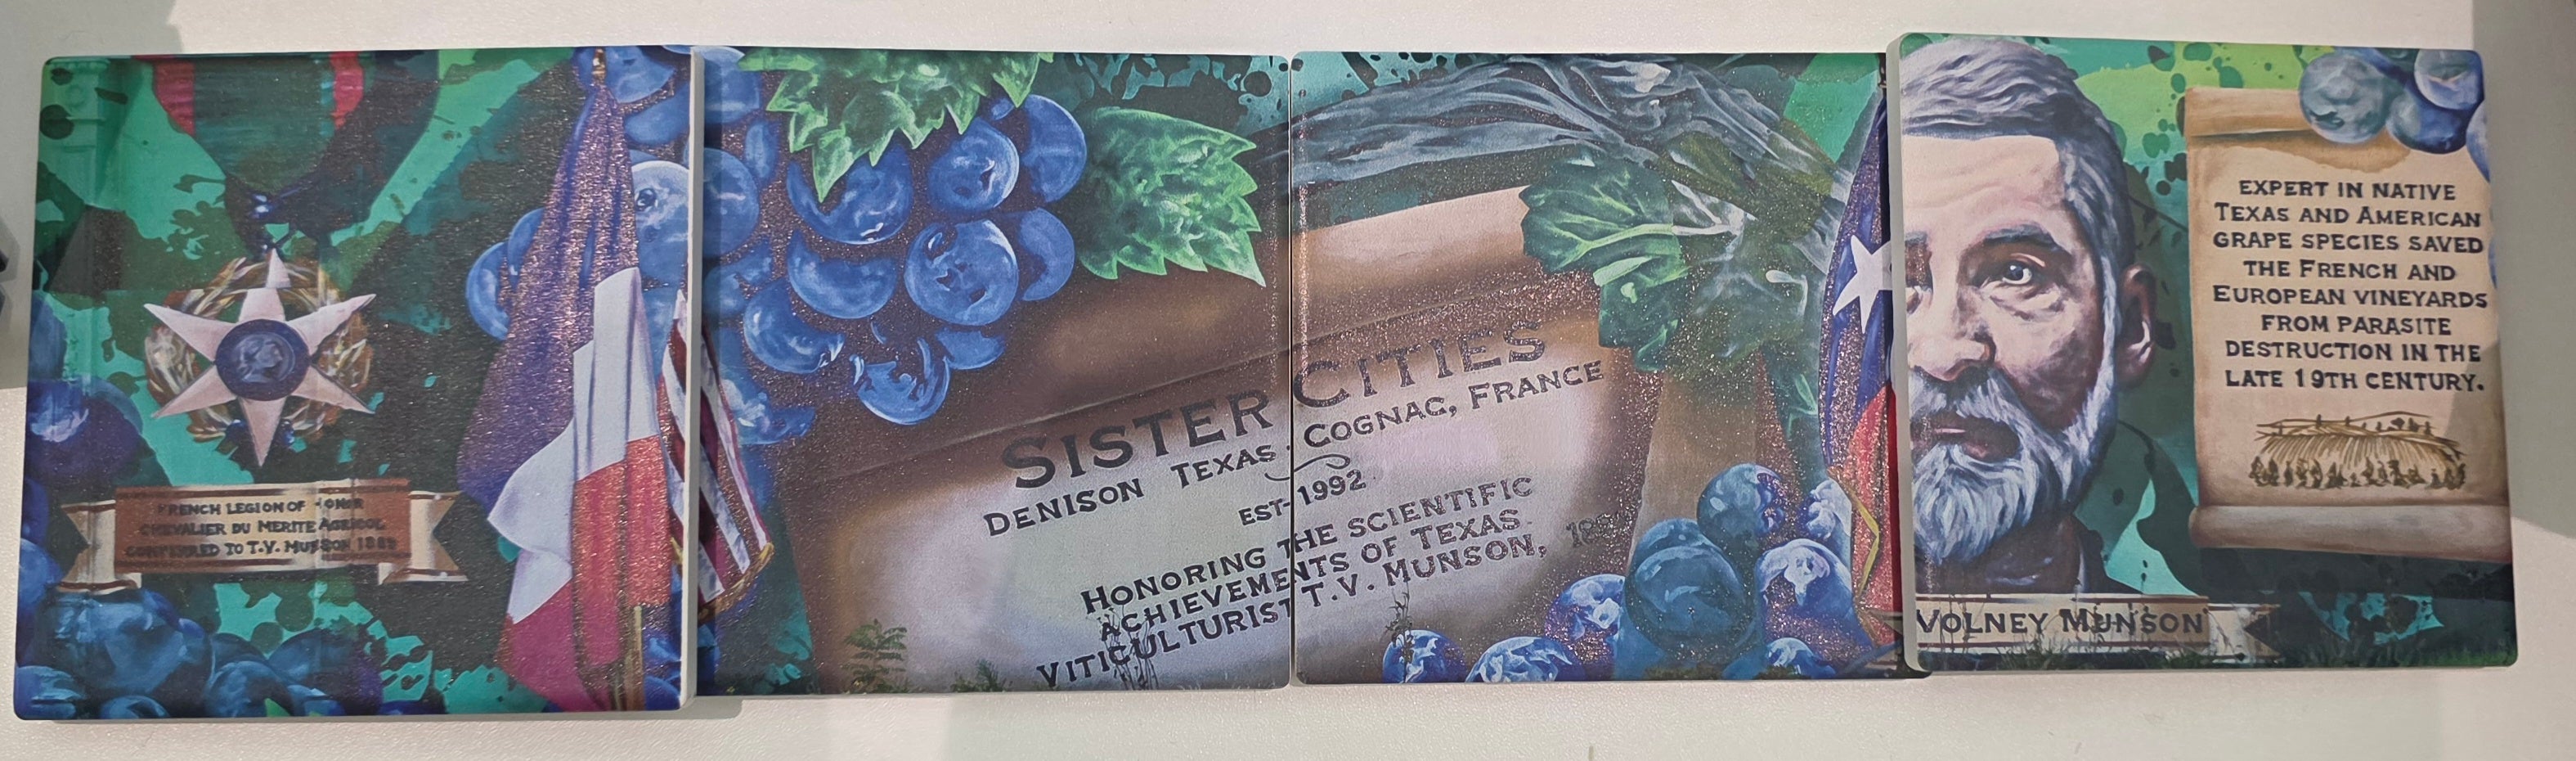 FRENCH LEGION OF HONOR
CHEVALIER DU MERITE AGRICOL
CONFERRED TO T.V. MUNSON
SISTER CITIES
DENISON TEXAS · COGNAC, FRANCE
EST- 1992
HONORING THE SCIENTIFIC
ACHIEVEMENTS OF TEXAS
VITICULTURIST T.V. MUNSON,
VOLNEY MUNSON
EXPERT IN NATIVE
TEXAS AND AMERICAN
GRAPE SPECIES SAVED
THE FRENCH AND
EUROPEAN VINEYARDS
FROM PARASITE
DESTRUCTION IN THE
LATE 19TH CENTURY.